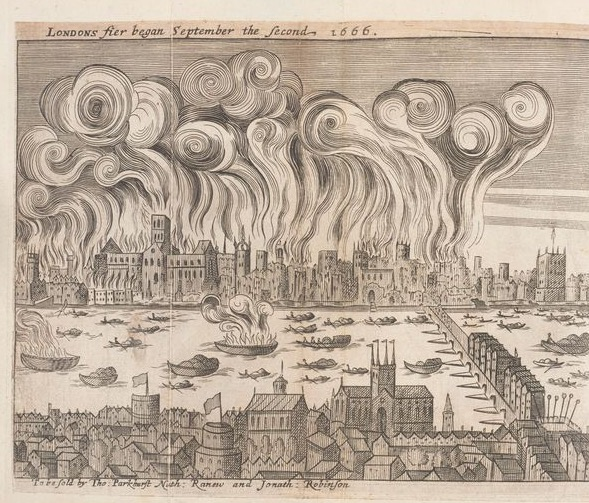 LONDONS fier began September the second, 1666.
To be sold by Tho: Parkhurst Nath: Ranew and Jonath: Robinson